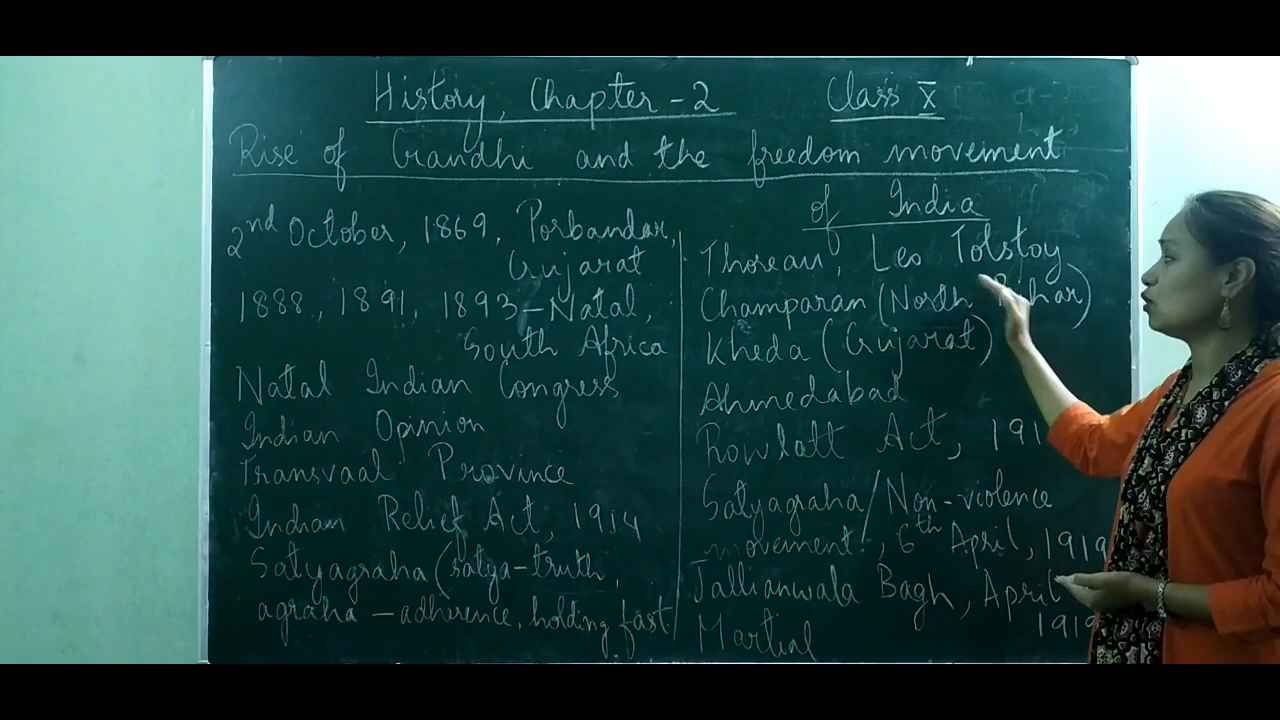 History, Chapter - 2 Class X
Rise of Gandhi and the freedom movement
of India
2nd October, 1869, Porbandar,
Gujarat
1888, 1891, 1893 - Natal,
South Africa
Natal Indian Congress
Indian Opinion
Transvaal Province
Indian Relief Act, 1914
Satyagraha (satya - truth,
agraha - adherence, holding fast
Thoreau, Leo Tolstoy
Champaran (North Bihar)
Kheda (Gujarat)
Ahmedabad
Rowlatt Act, 191
Satyagraha / Non-violence
movement, 6th April, 1919
Jallianwala Bagh, April
1919
Martial